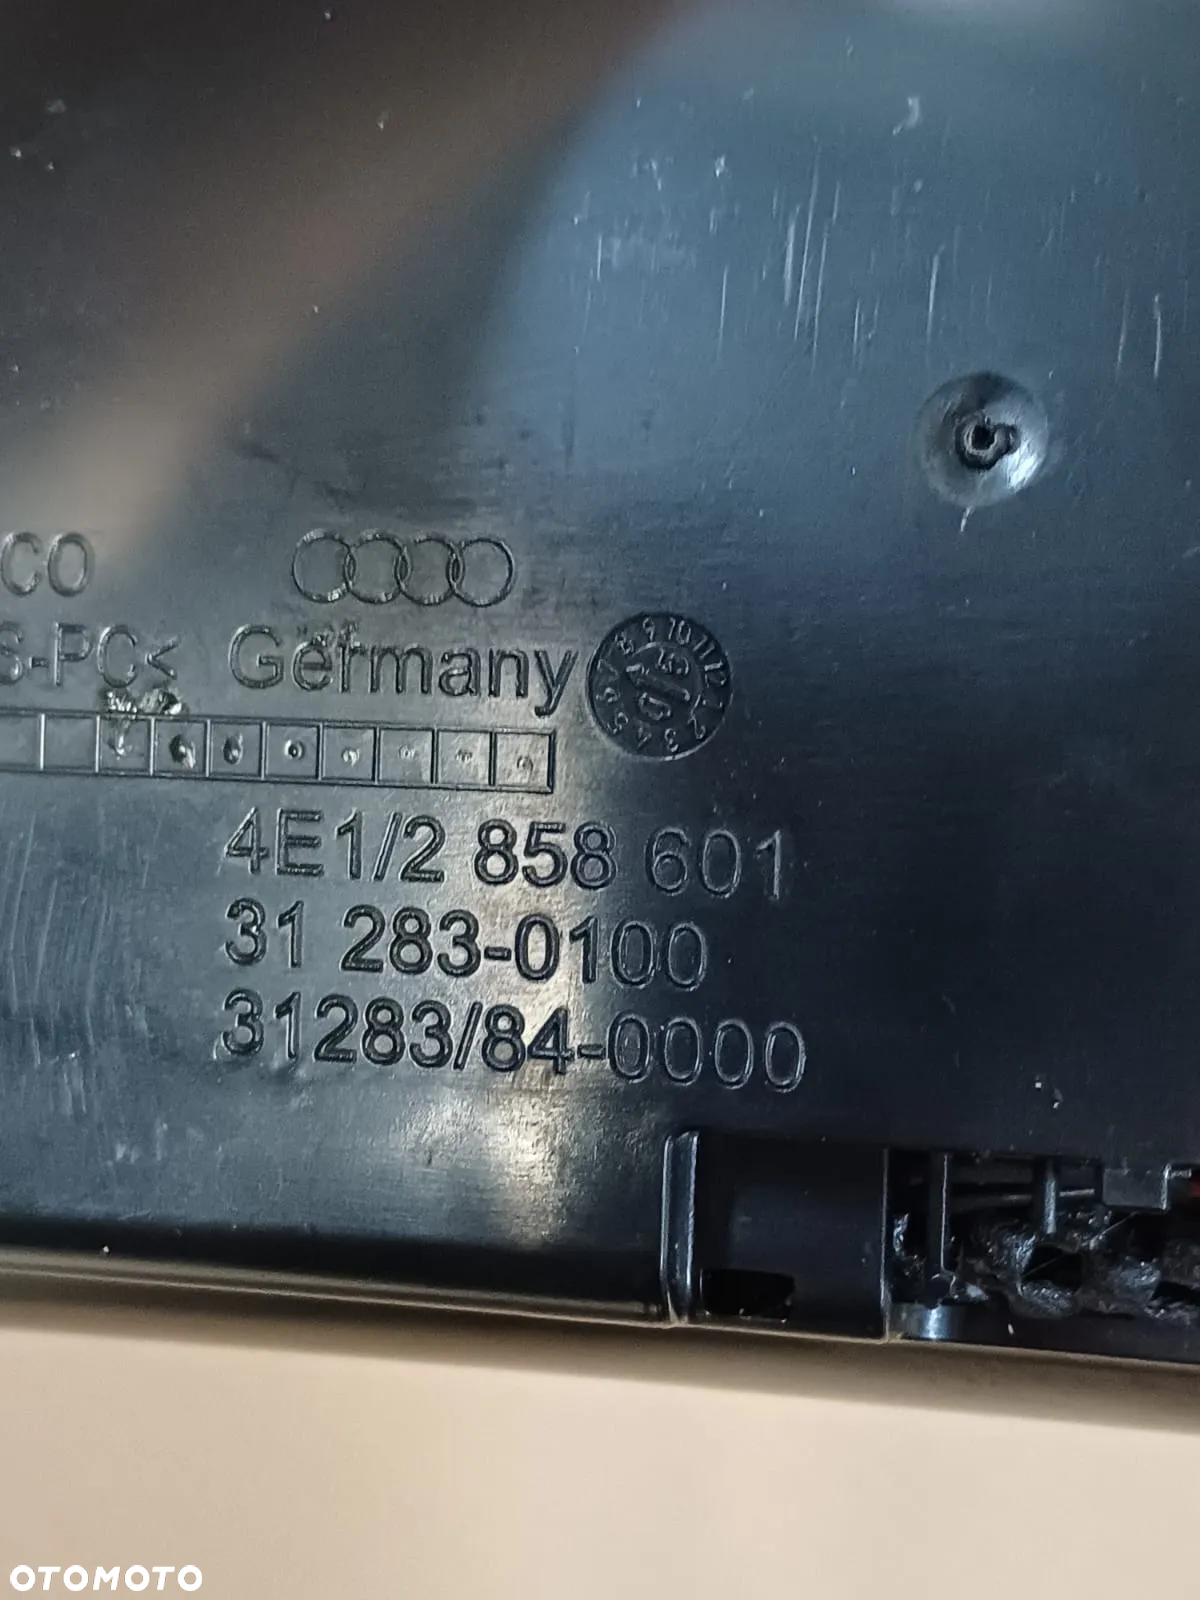 CO
S-PC< Germany
4E1/2 858 601
31 283-0100
31283/84-0000
OTOMOTO